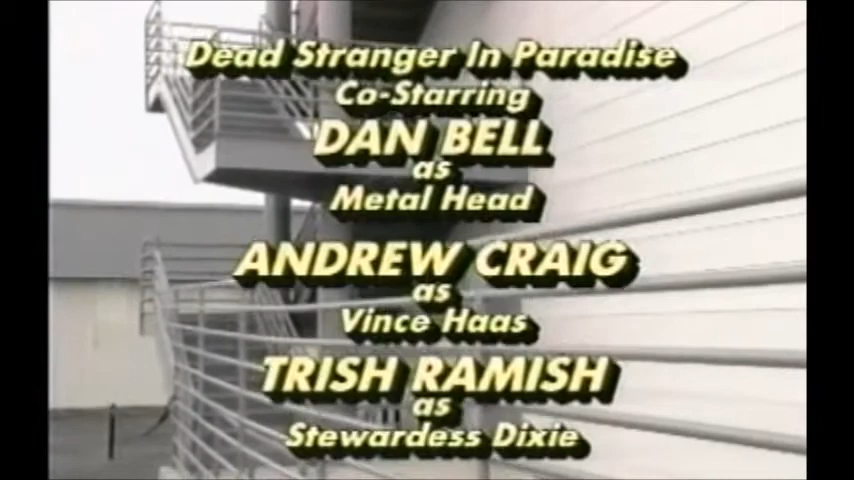 Dead Stranger In Paradise
Co-Starring
DAN BELL
as
Metal Head
ANDREW CRAIG
as
Vince Haas
TRISH RAMISH
as
Stewardess Dixie